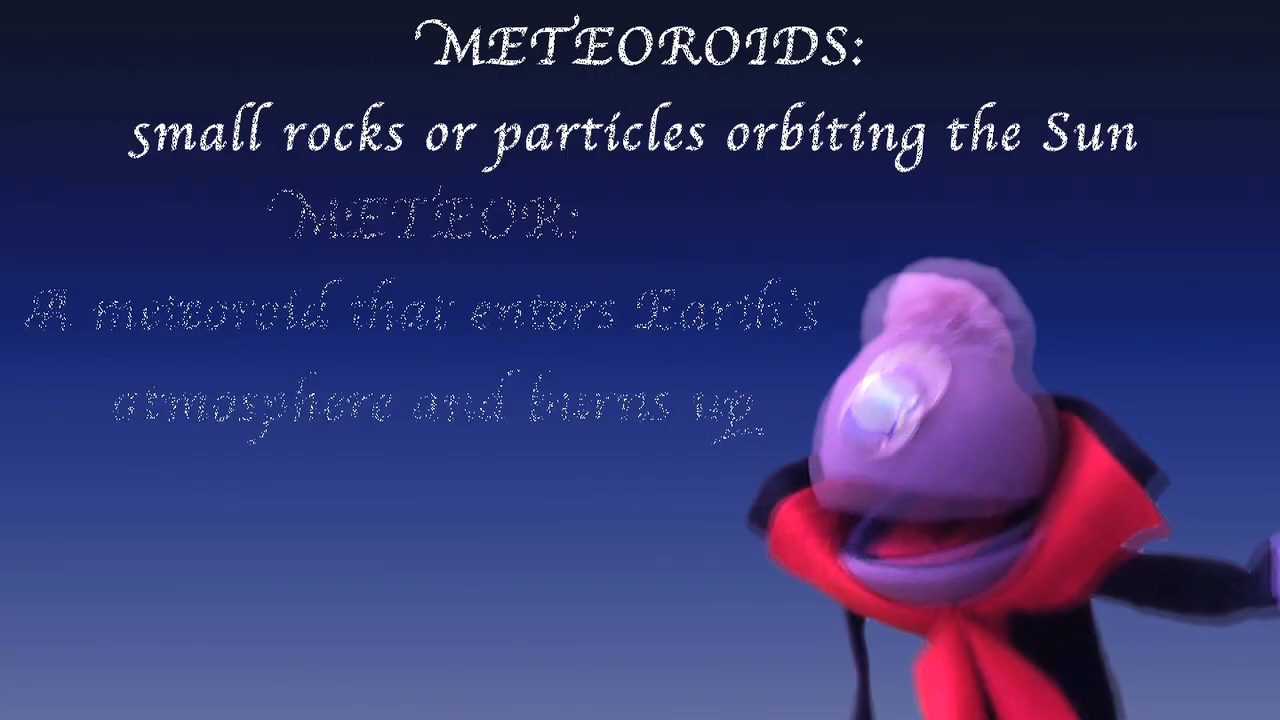 METEOROIDS:
small rocks or particles orbiting the Sun
METEOR:
A meteoroid that enters Earth's
atmosphere and burns up